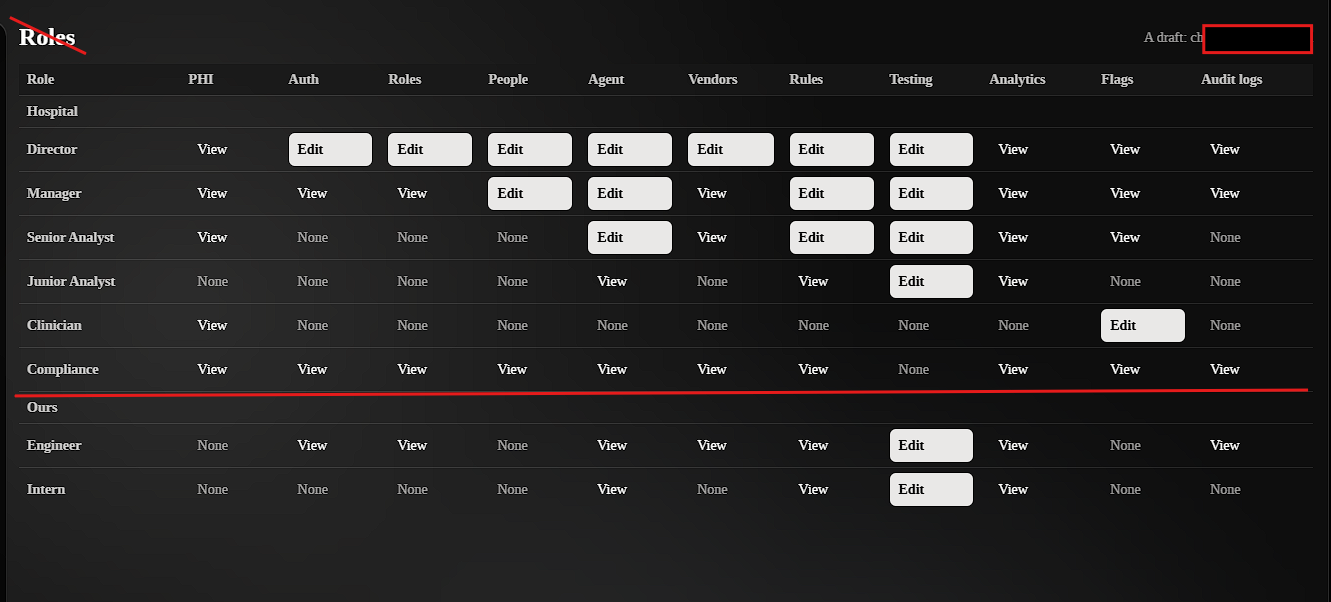 Roles
A draft: ch
Role PHI Auth Roles People Agent Vendors Rules Testing Analytics Flags Audit logs
Hospital
Director View Edit Edit Edit Edit Edit Edit Edit View View View
Manager View View View Edit Edit View Edit Edit View View View
Senior Analyst View None None None Edit View Edit Edit View View None
Junior Analyst None None None None View None View Edit View None None
Clinician View None None None None None None None None Edit None
Compliance View View View View View View View None View View View
Ours
Engineer None View View None View View View Edit View None View
Intern None None None None View None View Edit View None None